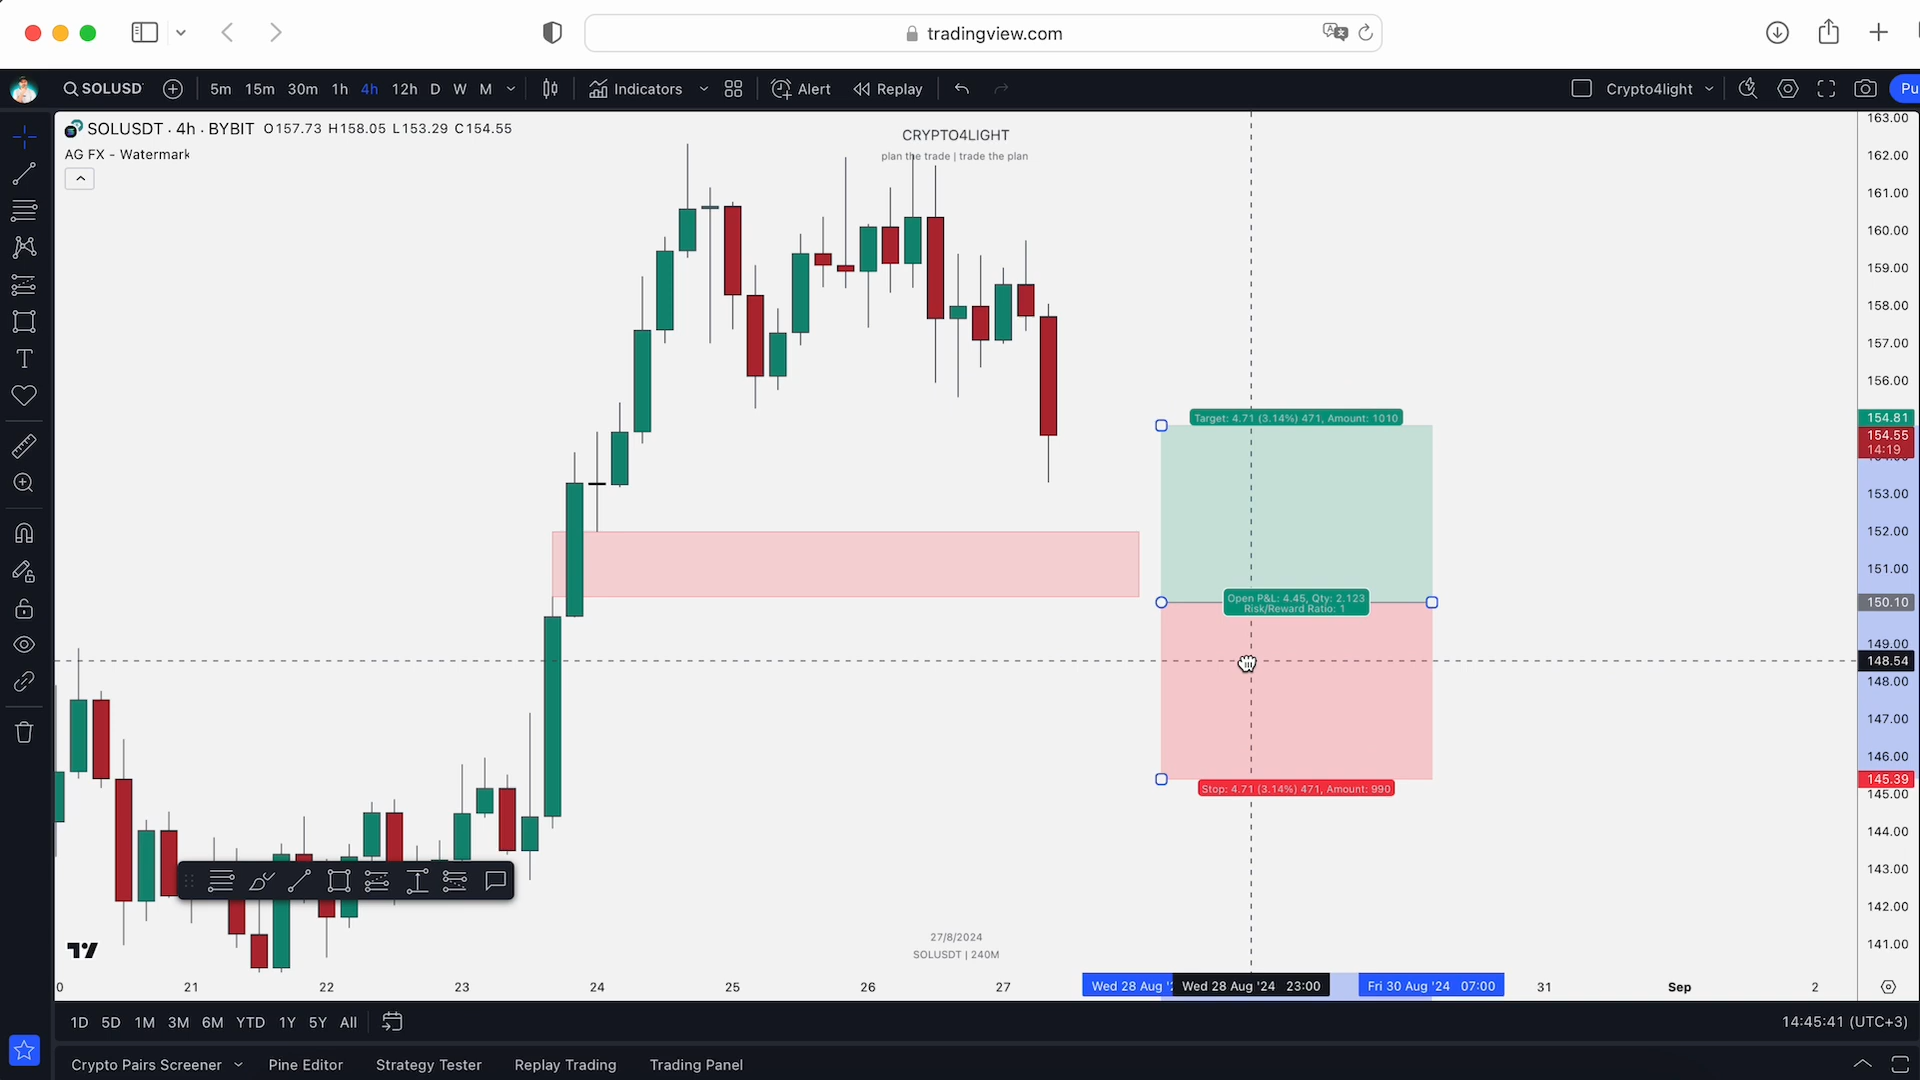 tradingview.com
SOLUSD
5m 15m 30m 1h 4h 12h D W M
Indicators
Alert
Replay
Crypto4light
Pu
SOLUSDT · 4h · BYBIT O157.73 H158.05 L153.29 C154.55
AG FX - Watermark
CRYPTO4LIGHT
plan the trade | trade the plan
163.00
162.00
161.00
160.00
159.00
158.00
157.00
156.00
154.81
154.55
14:19
153.00
152.00
151.00
150.10
149.00
148.54
148.00
147.00
146.00
145.39
145.00
144.00
143.00
142.00
141.00
Target: 4.71 (3.14%) 471, Amount: 1010
Open P&L: 4.45, Qty: 2.123
Risk/Reward Ratio: 1
Stop: 4.71 (3.14%) 471, Amount: 990
27/8/2024
SOLUSDT | 240M
0 21 22 23 24 25 26 27 Wed 28 Aug '2 Wed 28 Aug '24 23:00 Fri 30 Aug '24 07:00 31 Sep 2
1D 5D 1M 3M 6M YTD 1Y 5Y All
14:45:41 (UTC+3)
Crypto Pairs Screener
Pine Editor
Strategy Tester
Replay Trading
Trading Panel